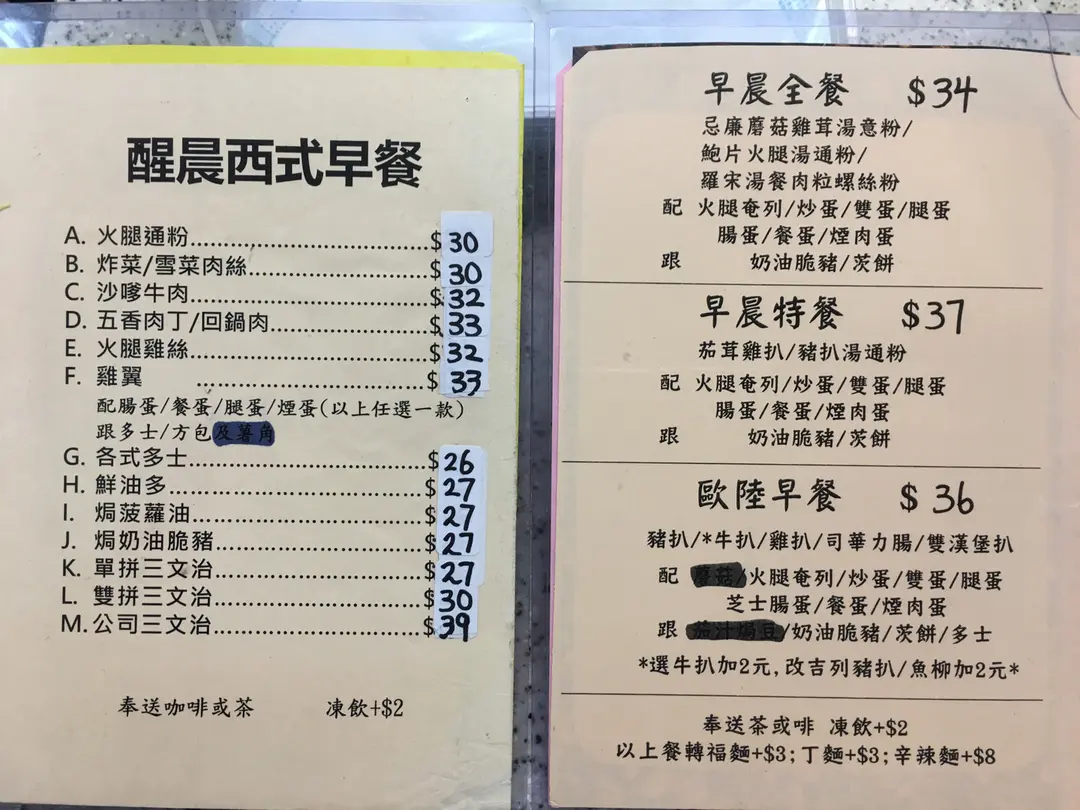 醒晨西式早餐
A. 火腿通粉........................$30
B. 炸菜/雪菜肉絲........................$30
C. 沙嗲牛肉........................$32
D. 五香肉丁/回鍋肉........................$33
E. 火腿雞絲........................$32
F. 雞翼 ........................$33
配腸蛋/餐蛋/腿蛋/煙蛋(以上任選一款)
跟多士/方包及薯角
G. 各式多士........................$26
H. 鮮油多........................$27
I. 焗菠蘿油........................$27
J. 焗奶油脆豬........................$27
K. 單拼三文治........................$27
L. 雙拼三文治........................$30
M. 公司三文治........................$39
奉送咖啡或茶 凍飲+$2
早晨全餐 $34
忌廉蘑菇雞茸湯意粉/
鮑片火腿湯通粉/
羅宋湯餐肉粒螺絲粉
配 火腿奄列/炒蛋/雙蛋/腿蛋
腸蛋/餐蛋/煙肉蛋
跟 奶油脆豬/茨餅
早晨特餐 $37
茄茸雞扒/豬扒湯通粉
配 火腿奄列/炒蛋/雙蛋/腿蛋
腸蛋/餐蛋/煙肉蛋
跟 奶油脆豬/茨餅
歐陸早餐 $36
豬扒/*牛扒/雞扒/司華力腸/雙漢堡扒
配 蘑菇/火腿奄列/炒蛋/雙蛋/腿蛋
芝士腸蛋/餐蛋/煙肉蛋
跟 茄汁焗豆/奶油脆豬/茨餅/多士
*選牛扒加2元,改吉列豬扒/魚柳加2元*
奉送茶或啡 凍飲+$2
以上餐轉福麵+$3;丁麵+$3;辛辣麵+$8